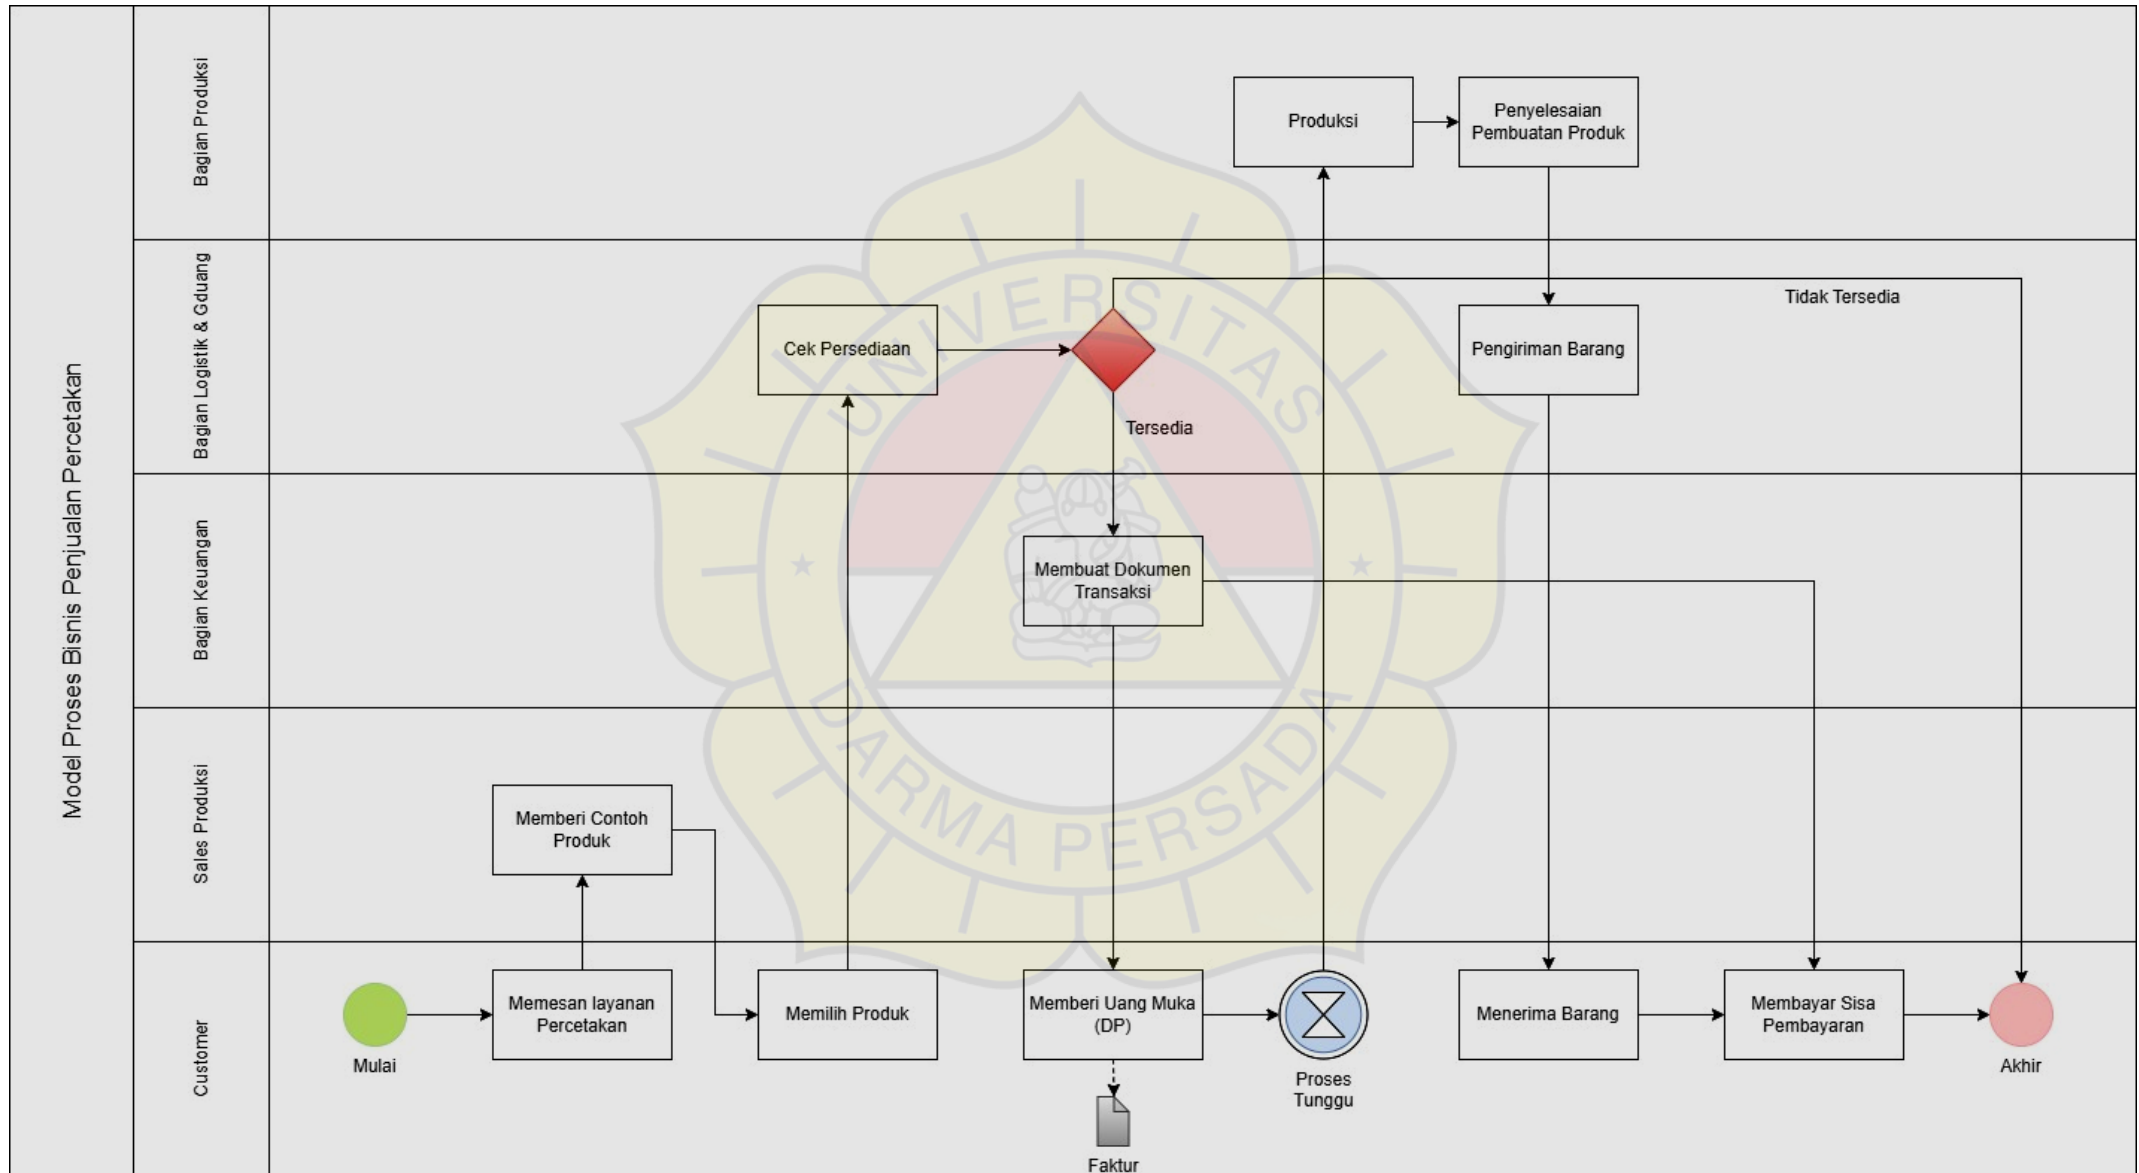 Model Proses Bisnis Penjualan Percetakan
Bagian Produksi
Produksi
Penyelesaian
Pembuatan Produk
Bagian Logistik & Gduang
Cek Persediaan
Tersedia
Pengiriman Barang
Tidak Tersedia
Bagian Keuangan
Membuat Dokumen
Transaksi
Sales Produksi
Memberi Contoh
Produk
Customer
Mulai
Memesan layanan
Percetakan
Memilih Produk
Memberi Uang Muka
(DP)
Faktur
Proses
Tunggu
Menerima Barang
Membayar Sisa
Pembayaran
Akhir
UNIVERSITAS
DARMA PERSADA